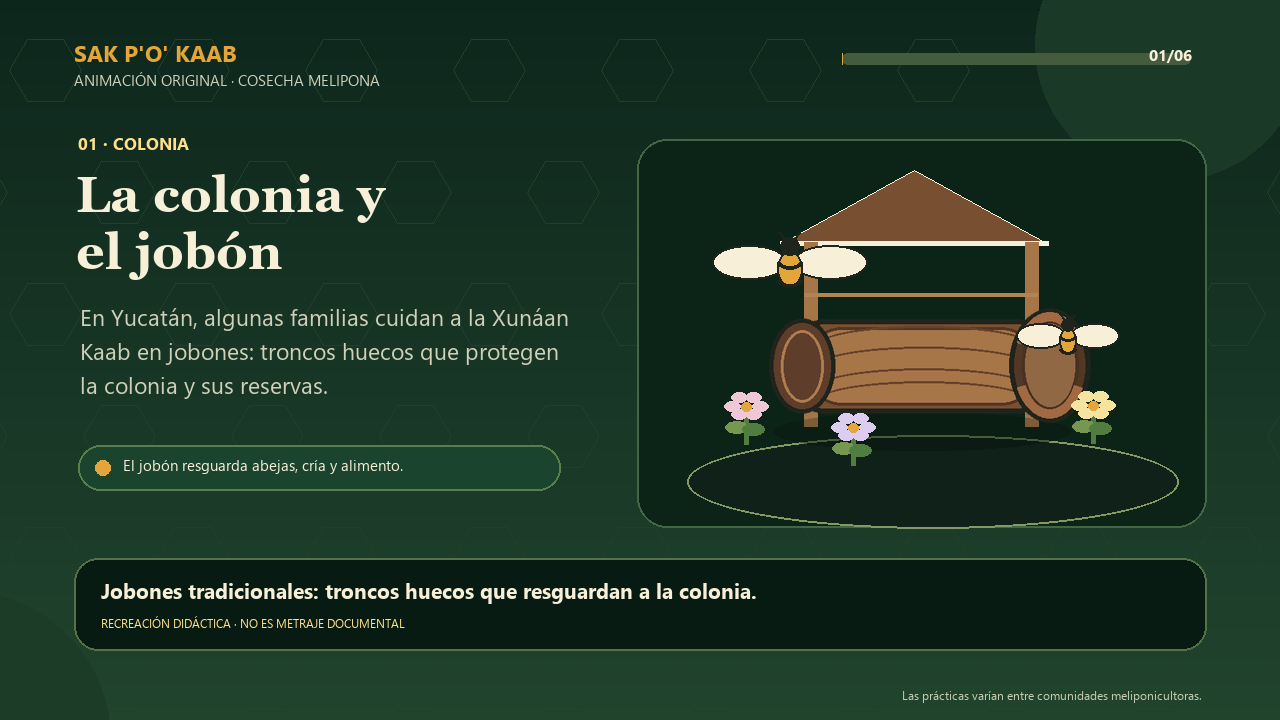 SAK P'O' KAAB
ANIMACIÓN ORIGINAL · COSECHA MELIPONA
01/06
01 · COLONIA
La colonia y
el jobón
En Yucatán, algunas familias cuidan a la Xunáan
Kaab en jobones: troncos huecos que protegen
la colonia y sus reservas.
El jobón resguarda abejas, cría y alimento.
Jobones tradicionales: troncos huecos que resguardan a la colonia.
RECREACIÓN DIDÁCTICA · NO ES METRAJE DOCUMENTAL
Las prácticas varían entre comunidades meliponicultoras.